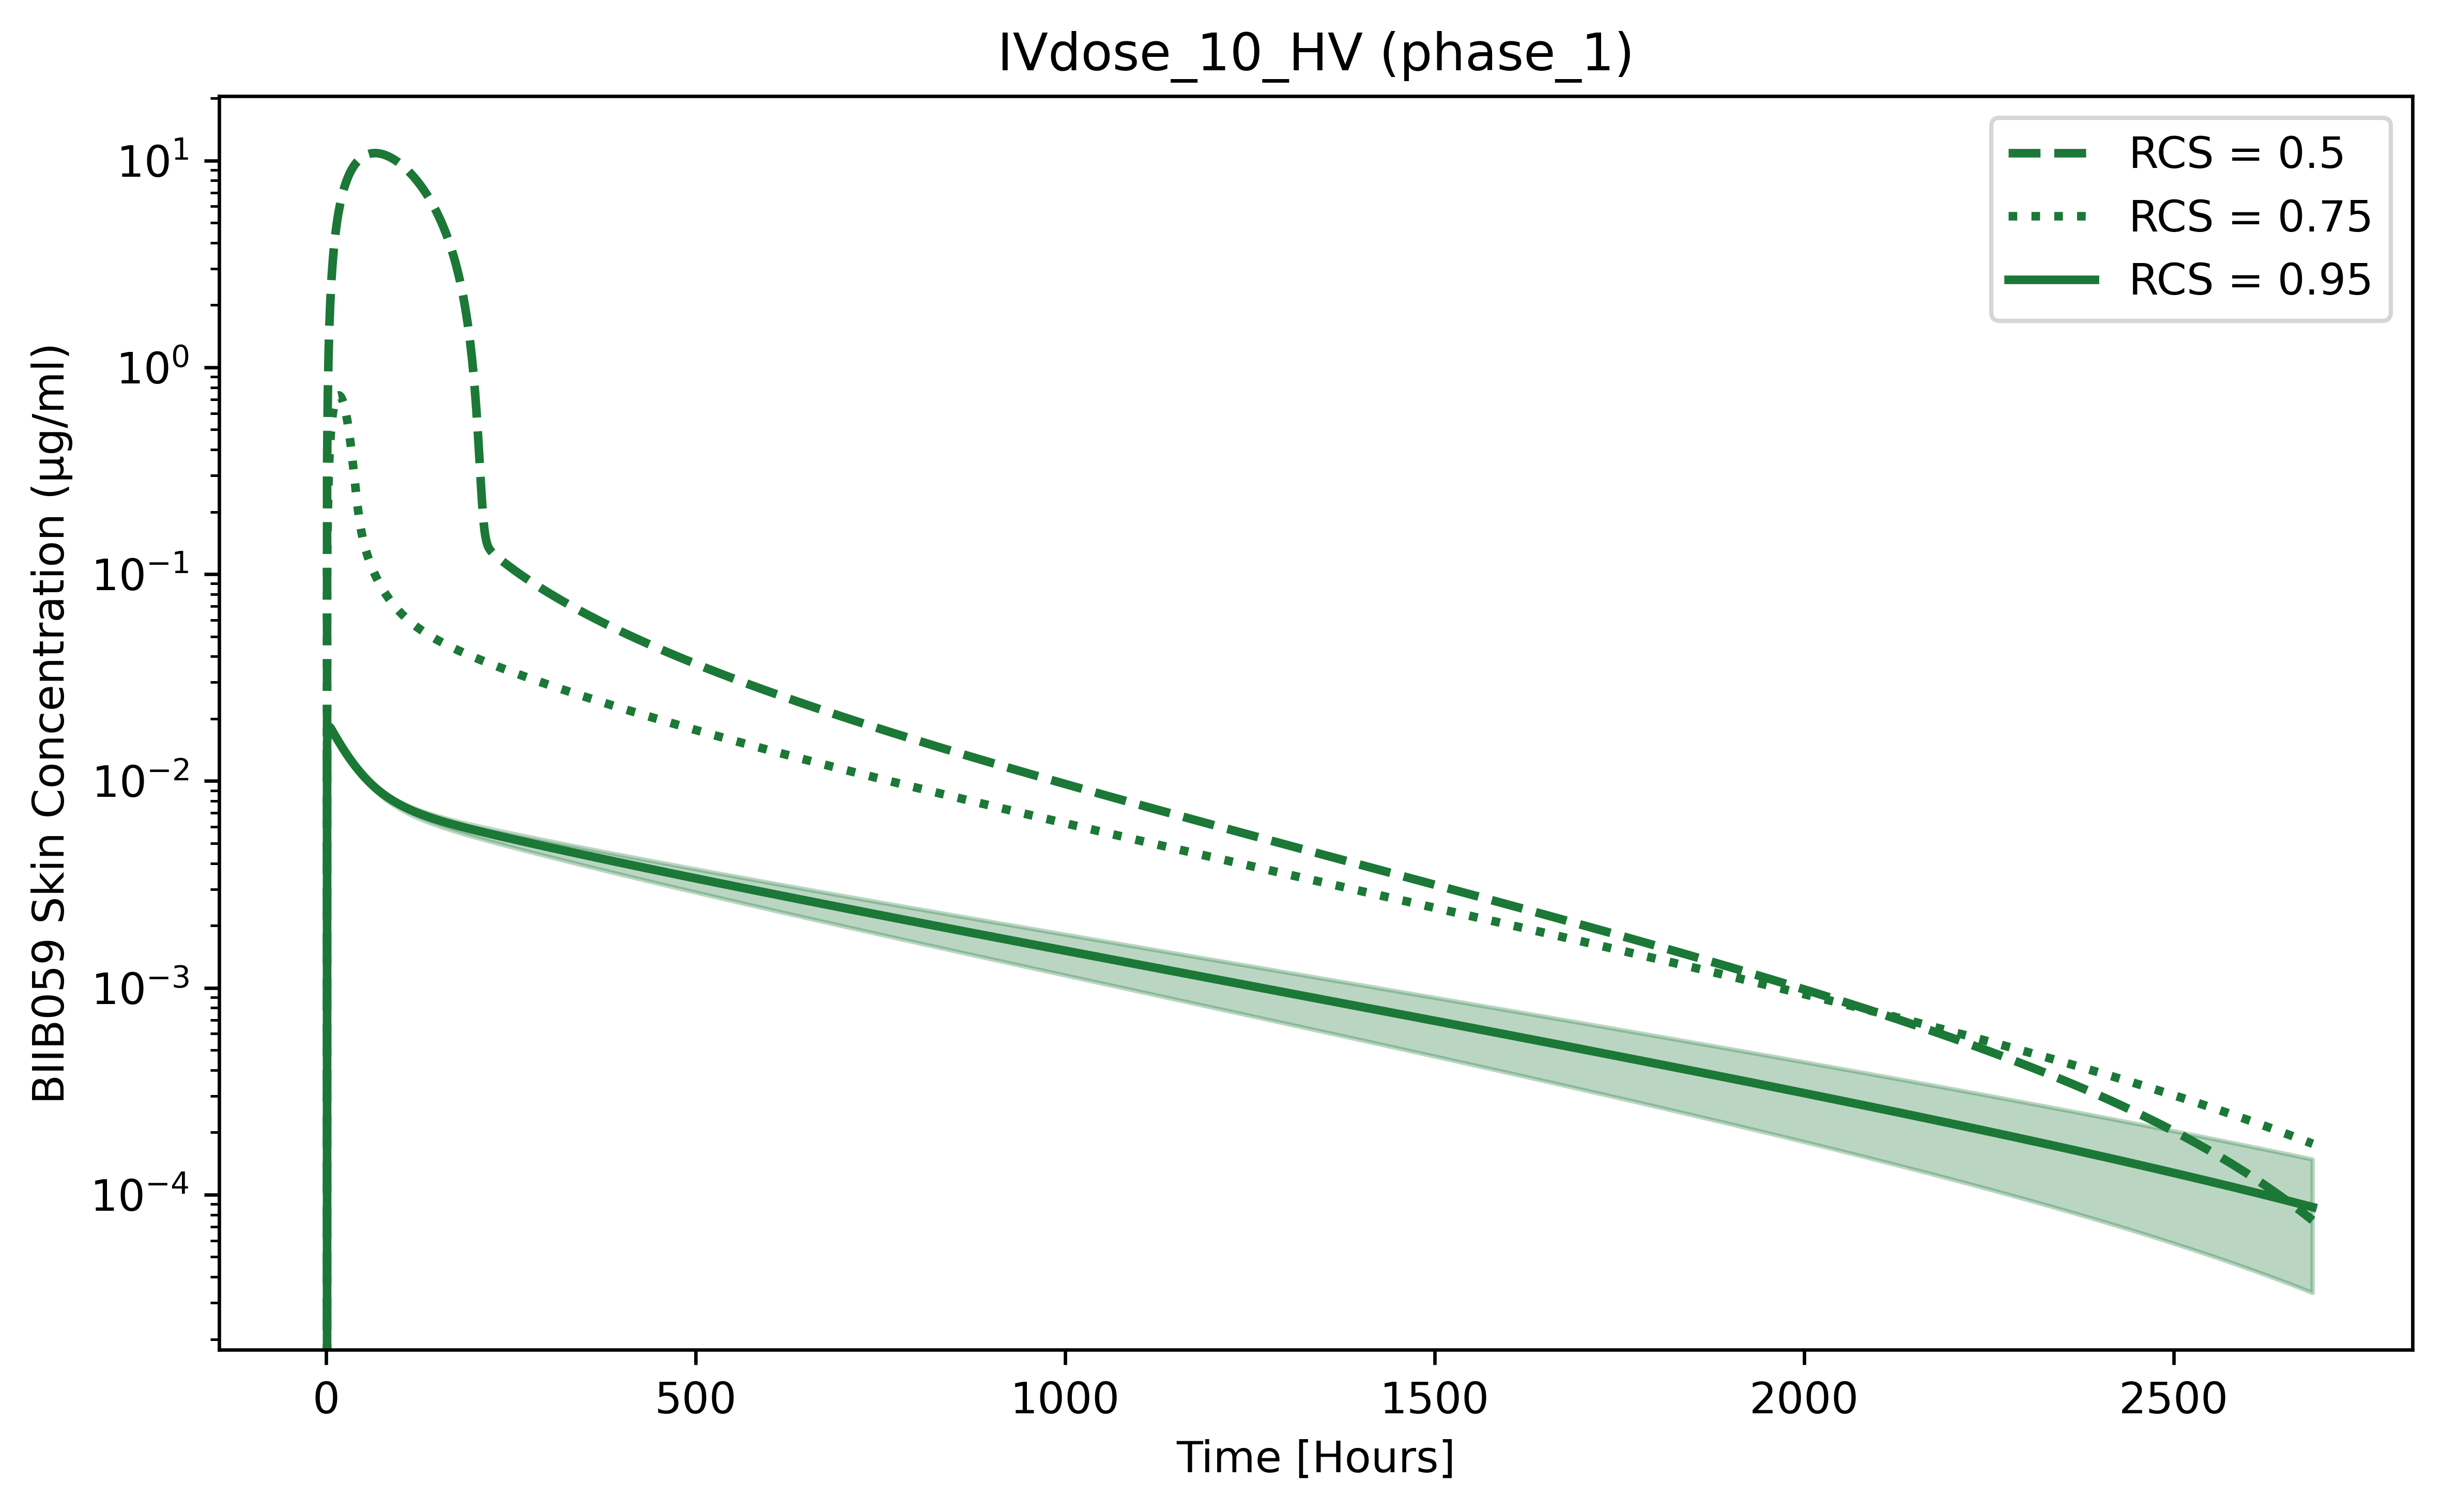 IVdose_10_HV (phase_1)
RCS = 0.5
RCS = 0.75
RCS = 0.95
BIIB059 Skin Concentration (µg/ml)
10¹
10⁰
10⁻¹
10⁻²
10⁻³
10⁻⁴
0 500 1000 1500 2000 2500
Time [Hours]